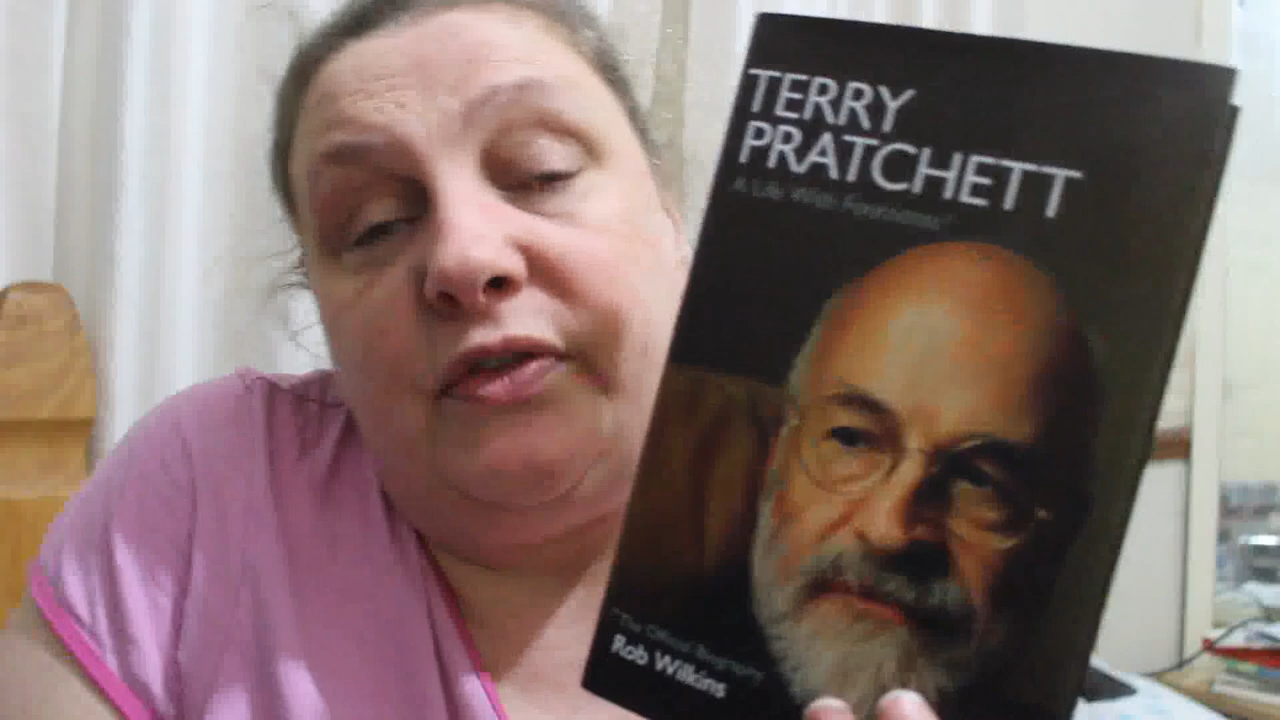 TERRY
PRATCHETT
A Life With Footnotes*
*The Official Biography
Rob Wilkins